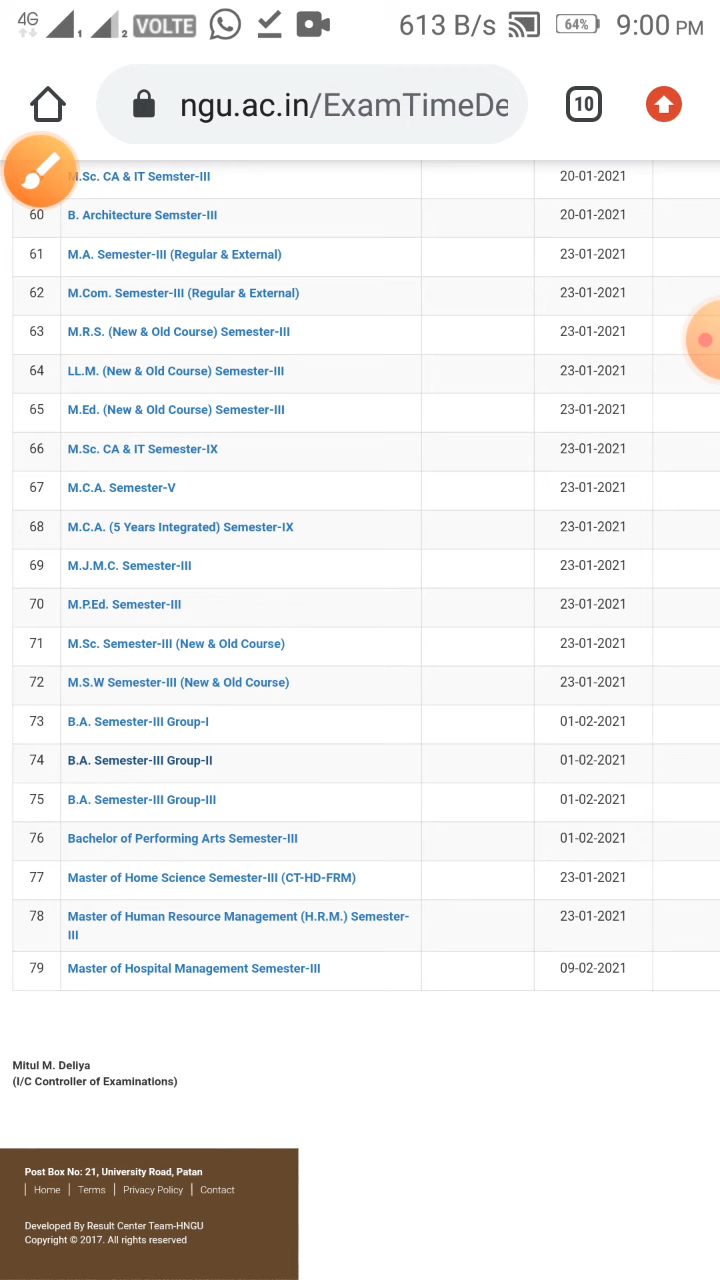 4G 1 2 VOLTE 613 B/s 64% 9:00 PM
ngu.ac.in/ExamTimeDe 10
M.Sc. CA & IT Semster-III 20-01-2021
60 B. Architecture Semster-III 20-01-2021
61 M.A. Semester-III (Regular & External) 23-01-2021
62 M.Com. Semester-III (Regular & External) 23-01-2021
63 M.R.S. (New & Old Course) Semester-III 23-01-2021
64 LL.M. (New & Old Course) Semester-III 23-01-2021
65 M.Ed. (New & Old Course) Semester-III 23-01-2021
66 M.Sc. CA & IT Semester-IX 23-01-2021
67 M.C.A. Semester-V 23-01-2021
68 M.C.A. (5 Years Integrated) Semester-IX 23-01-2021
69 M.J.M.C. Semester-III 23-01-2021
70 M.P.Ed. Semester-III 23-01-2021
71 M.Sc. Semester-III (New & Old Course) 23-01-2021
72 M.S.W Semester-III (New & Old Course) 23-01-2021
73 B.A. Semester-III Group-I 01-02-2021
74 B.A. Semester-III Group-II 01-02-2021
75 B.A. Semester-III Group-III 01-02-2021
76 Bachelor of Performing Arts Semester-III 01-02-2021
77 Master of Home Science Semester-III (CT-HD-FRM) 23-01-2021
78 Master of Human Resource Management (H.R.M.) Semester- 23-01-2021
III
79 Master of Hospital Management Semester-III 09-02-2021
Mitul M. Deliya
(I/C Controller of Examinations)
Post Box No: 21, University Road, Patan
| Home | Terms | Privacy Policy | Contact
Developed By Result Center Team-HNGU
Copyright © 2017. All rights reserved